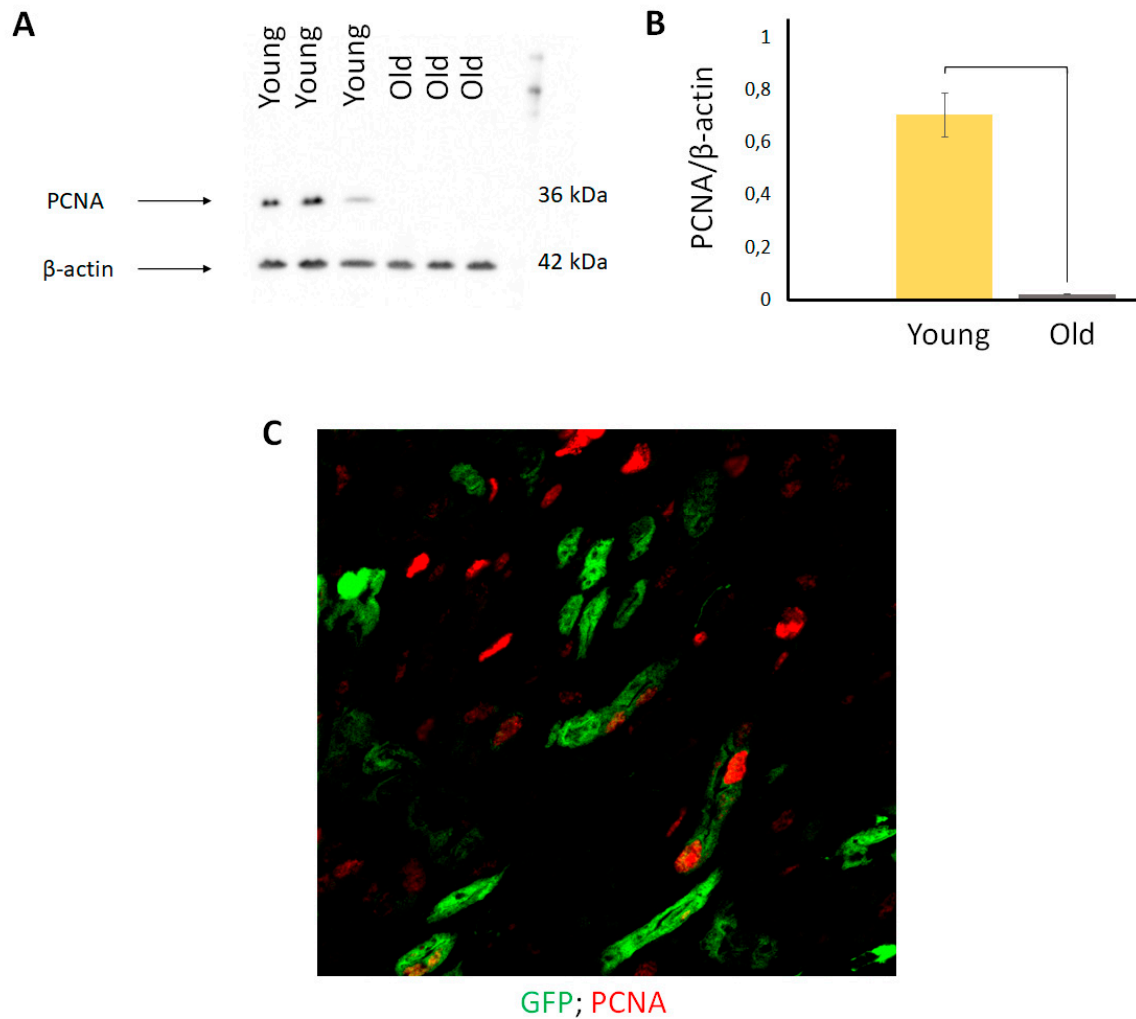 A
Young
Young
Young
Old
Old
Old
PCNA
36 kDa
β-actin
42 kDa
B
PCNA/β-actin
1
0,8
0,6
0,4
0,2
0
Young Old
C
GFP; PCNA